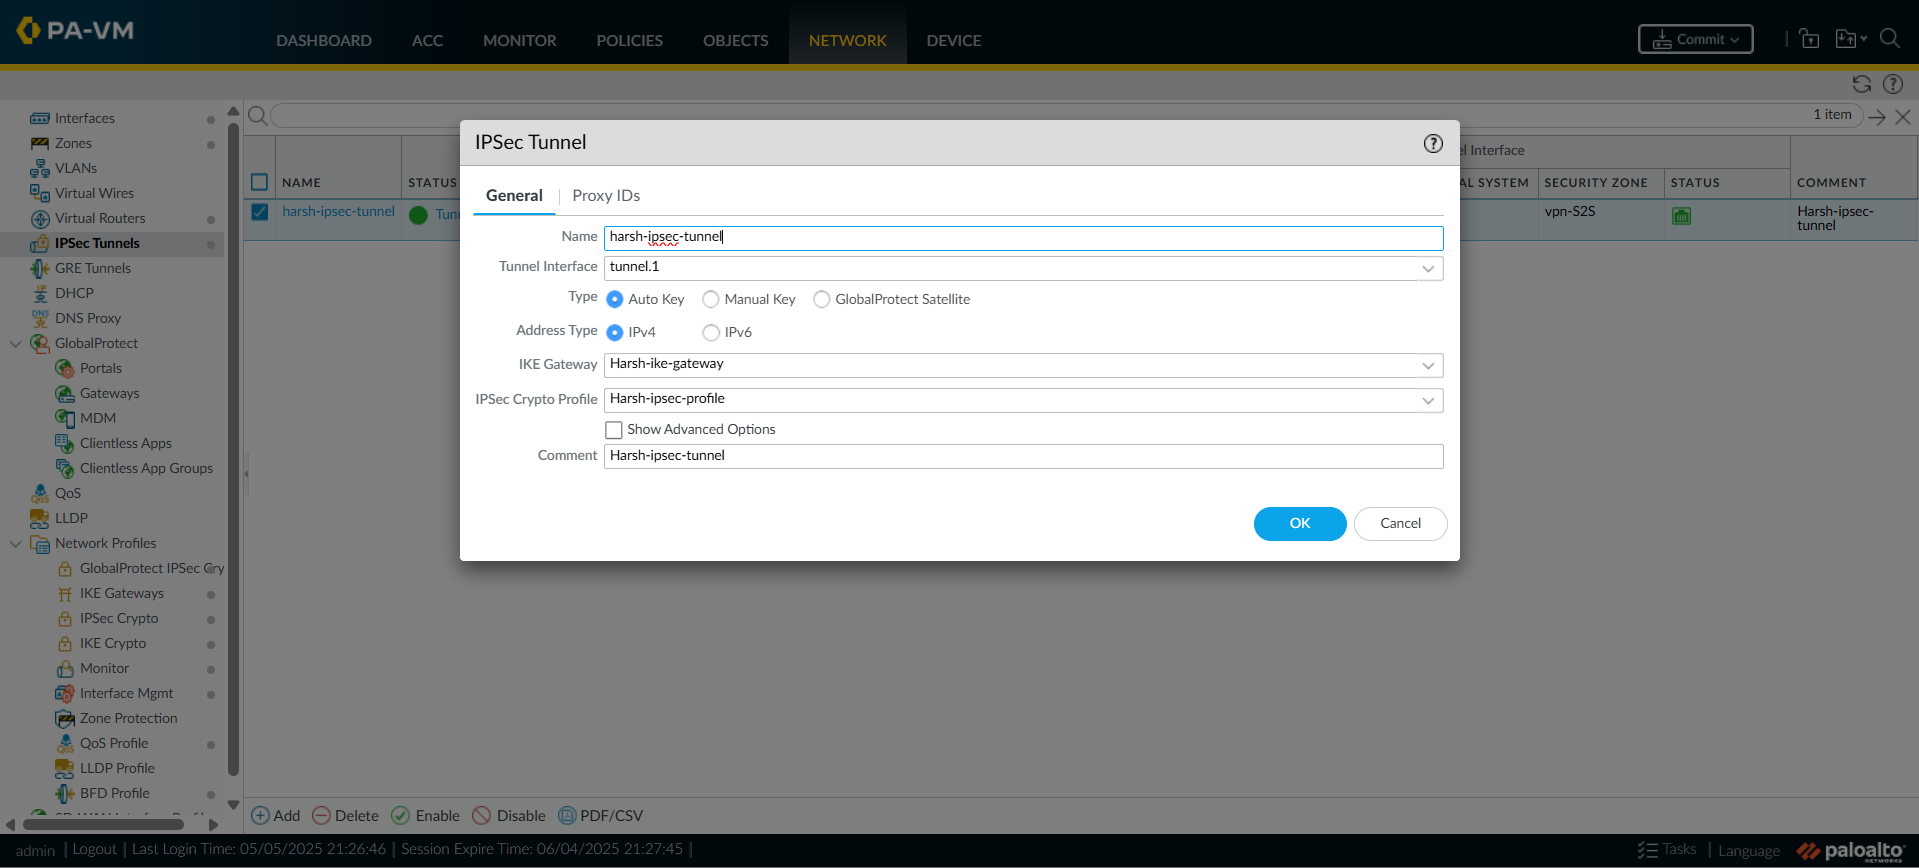 PA-VM
DASHBOARD ACC MONITOR POLICIES OBJECTS NETWORK DEVICE
Commit
1 item
Interfaces
Zones
VLANs
Virtual Wires
Virtual Routers
IPSec Tunnels
GRE Tunnels
DHCP
DNS Proxy
GlobalProtect
Portals
Gateways
MDM
Clientless Apps
Clientless App Groups
QoS
LLDP
Network Profiles
GlobalProtect IPSec Cry
IKE Gateways
IPSec Crypto
IKE Crypto
Monitor
Interface Mgmt
Zone Protection
QoS Profile
LLDP Profile
BFD Profile
NAME STATUS
harsh-ipsec-tunnel
el Interface
AL SYSTEM SECURITY ZONE STATUS COMMENT
vpn-S2S Harsh-ipsec-
tunnel
IPSec Tunnel
General Proxy IDs
Name harsh-ipsec-tunnel
Tunnel Interface tunnel.1
Type Auto Key Manual Key GlobalProtect Satellite
Address Type IPv4 IPv6
IKE Gateway Harsh-ike-gateway
IPSec Crypto Profile Harsh-ipsec-profile
Show Advanced Options
Comment Harsh-ipsec-tunnel
OK Cancel
Add Delete Enable Disable PDF/CSV
admin | Logout | Last Login Time: 05/05/2025 21:26:46 | Session Expire Time: 06/04/2025 21:27:45 |
Tasks | Language paloalto
NETWORKS